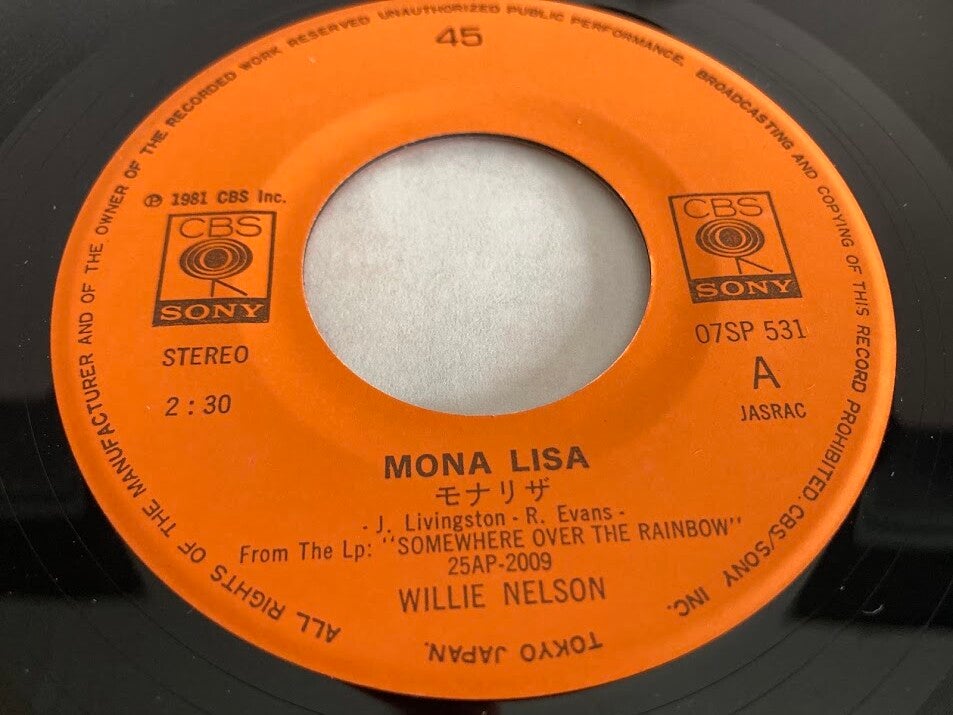 ALL RIGHTS OF THE MANUFACTURER AND OF THE OWNER OF THE RECORDED WORK RESERVED UNAUTHORIZED PUBLIC PERFORMANCE, BROADCASTING AND COPYING OF THIS RECORD PROHIBITED. CBS/SONY INC. TOKYO JAPAN.
45
℗ 1981 CBS Inc.
CBS
SONY
STEREO
2:30
CBS
SONY
07SP 531
A
JASRAC
MONA LISA
モナリザ
- J. Livingston - R. Evans -
From The Lp: "SOMEWHERE OVER THE RAINBOW"
25AP-2009
WILLIE NELSON